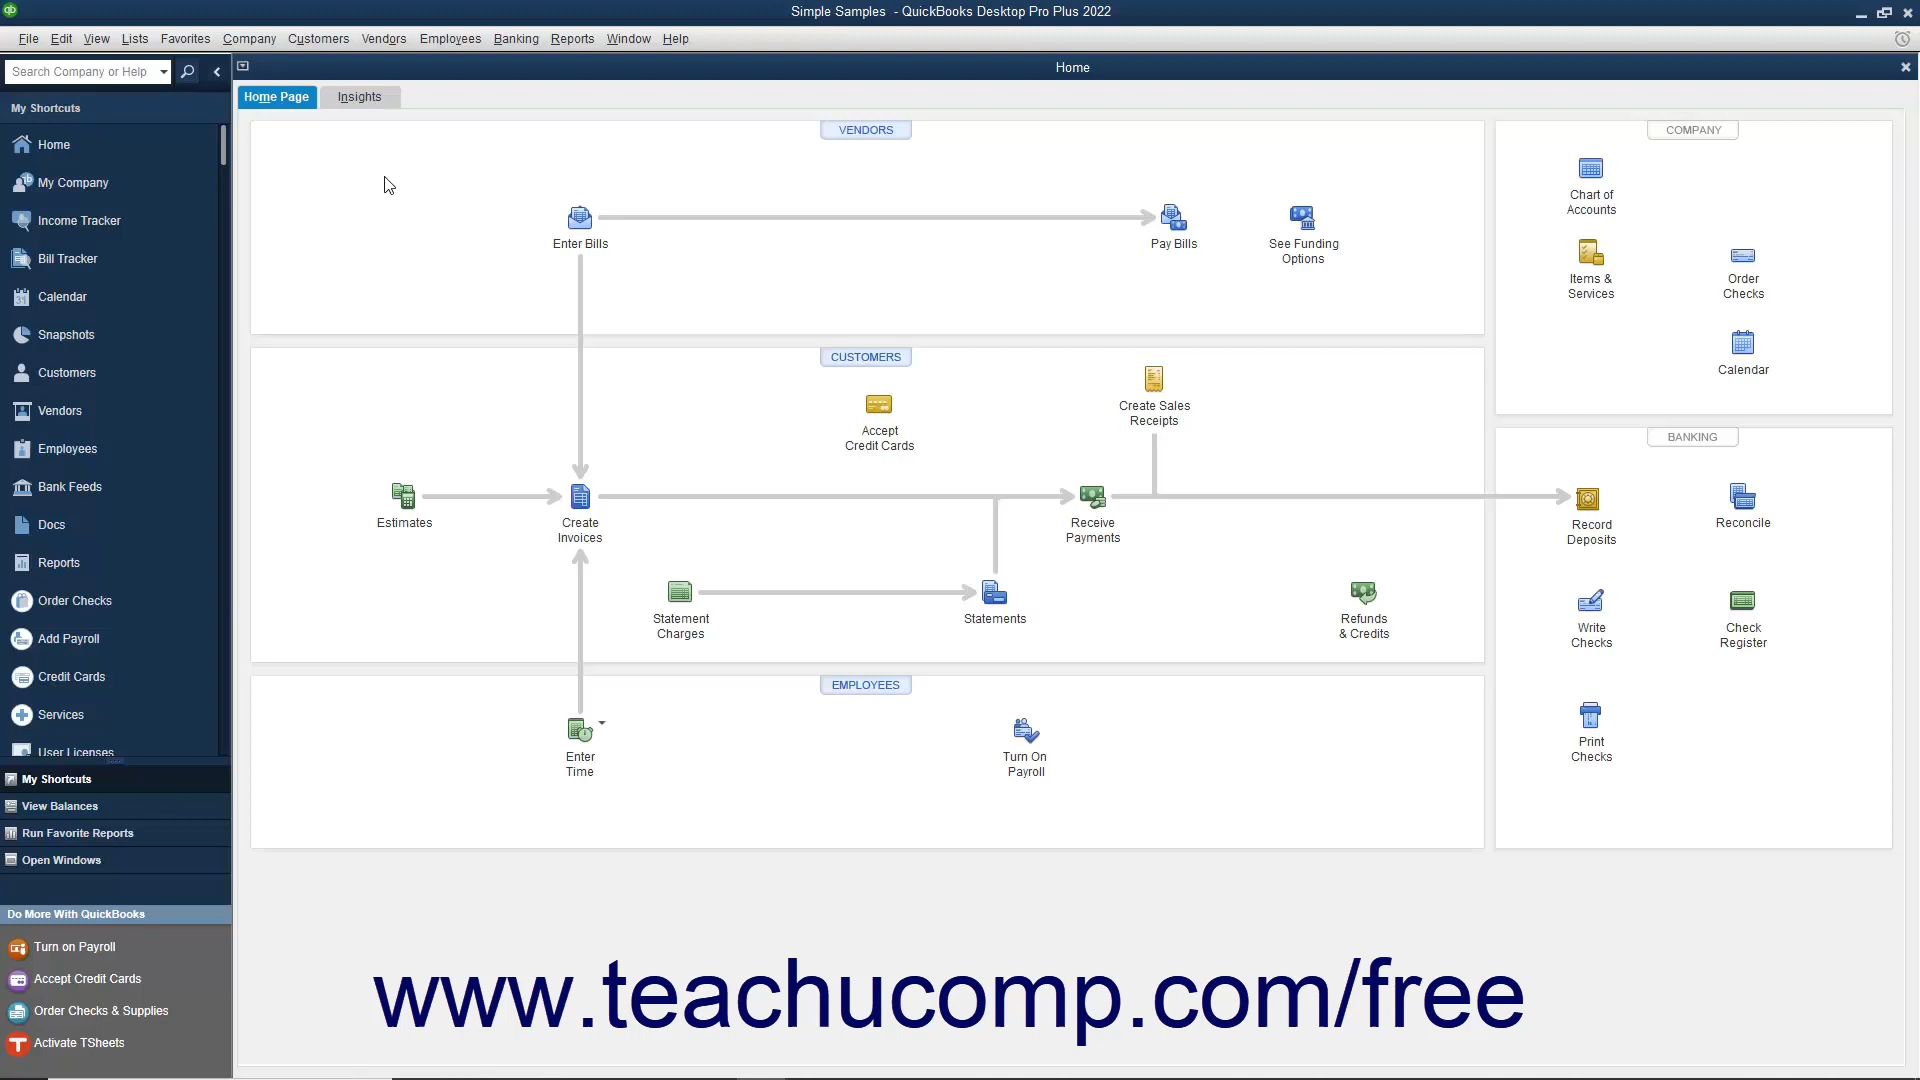 Simple Samples - QuickBooks Desktop Pro Plus 2022
File Edit View Lists Favorites Company Customers Vendors Employees Banking Reports Window Help
Search Company or Help
Home
Home Page
Insights
My Shortcuts
Home
My Company
Income Tracker
Bill Tracker
Calendar
Snapshots
Customers
Vendors
Employees
Bank Feeds
Docs
Reports
Order Checks
Add Payroll
Credit Cards
Services
User Licenses
My Shortcuts
View Balances
Run Favorite Reports
Open Windows
Do More With QuickBooks
Turn on Payroll
Accept Credit Cards
Order Checks & Supplies
Activate TSheets
VENDORS
Enter Bills
Pay Bills
See Funding
Options
CUSTOMERS
Create Sales
Receipts
Accept
Credit Cards
Estimates
Create
Invoices
Receive
Payments
Statement
Charges
Statements
Refunds
& Credits
EMPLOYEES
Enter
Time
Turn On
Payroll
COMPANY
Chart of
Accounts
Items &
Services
Order
Checks
Calendar
BANKING
Record
Deposits
Reconcile
Write
Checks
Check
Register
Print
Checks
www.teachucomp.com/free